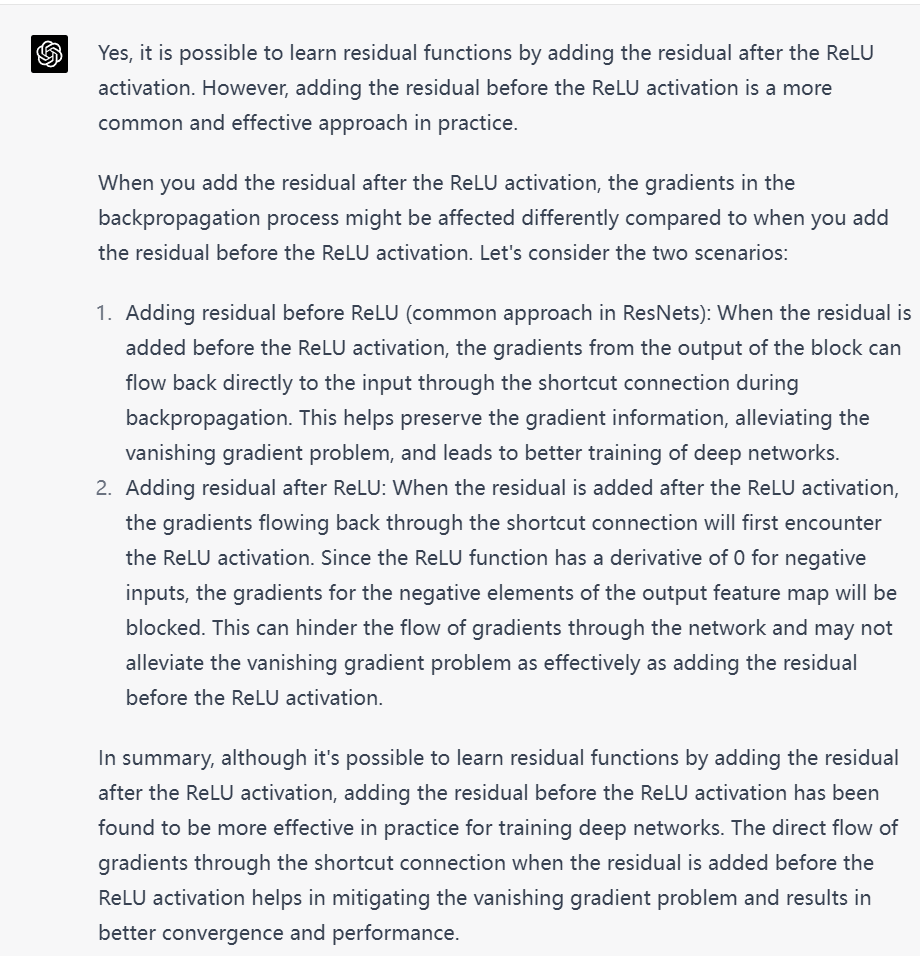 Yes, it is possible to learn residual functions by adding the residual after the ReLU
activation. However, adding the residual before the ReLU activation is a more
common and effective approach in practice.
When you add the residual after the ReLU activation, the gradients in the
backpropagation process might be affected differently compared to when you add
the residual before the ReLU activation. Let's consider the two scenarios:
1. Adding residual before ReLU (common approach in ResNets): When the residual is
added before the ReLU activation, the gradients from the output of the block can
flow back directly to the input through the shortcut connection during
backpropagation. This helps preserve the gradient information, alleviating the
vanishing gradient problem, and leads to better training of deep networks.
2. Adding residual after ReLU: When the residual is added after the ReLU activation,
the gradients flowing back through the shortcut connection will first encounter
the ReLU activation. Since the ReLU function has a derivative of 0 for negative
inputs, the gradients for the negative elements of the output feature map will be
blocked. This can hinder the flow of gradients through the network and may not
alleviate the vanishing gradient problem as effectively as adding the residual
before the ReLU activation.
In summary, although it's possible to learn residual functions by adding the residual
after the ReLU activation, adding the residual before the ReLU activation has been
found to be more effective in practice for training deep networks. The direct flow of
gradients through the shortcut connection when the residual is added before the
ReLU activation helps in mitigating the vanishing gradient problem and results in
better convergence and performance.